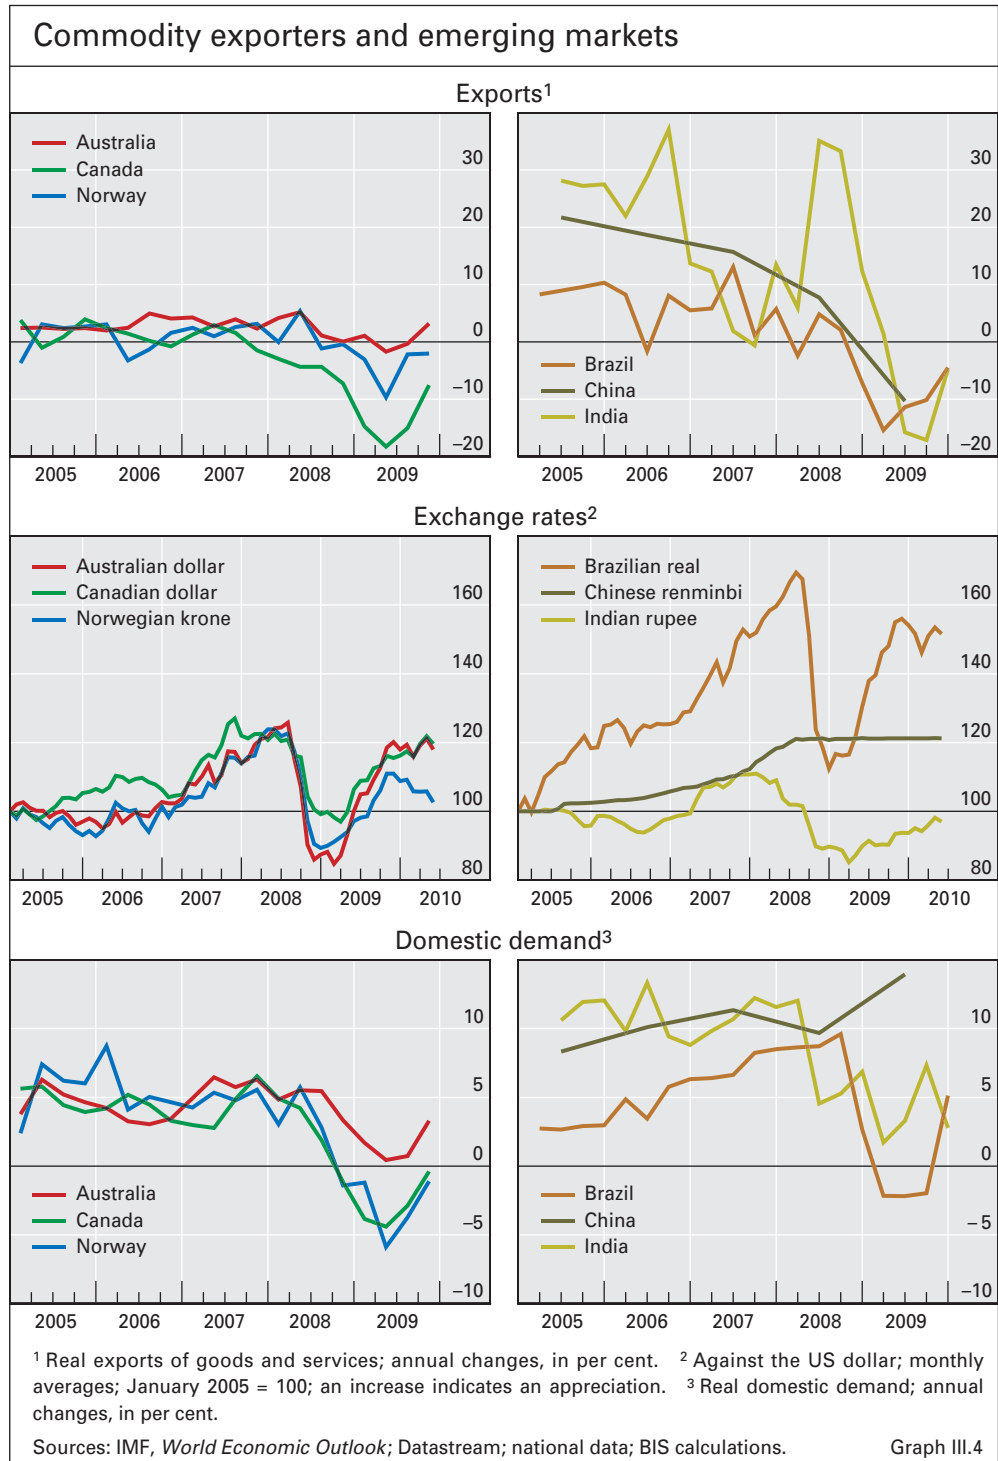 Commodity exporters and emerging markets
Exports¹
Australia
Canada
Norway
30
20
10
0
–10
–20
2005 2006 2007 2008 2009
Brazil
China
India
30
20
10
0
–10
–20
2005 2006 2007 2008 2009
Exchange rates²
Australian dollar
Canadian dollar
Norwegian krone
160
140
120
100
80
2005 2006 2007 2008 2009 2010
Brazilian real
Chinese renminbi
Indian rupee
160
140
120
100
80
2005 2006 2007 2008 2009 2010
Domestic demand³
10
5
0
–5
–10
Australia
Canada
Norway
2005 2006 2007 2008 2009
10
5
0
–5
–10
Brazil
China
India
2005 2006 2007 2008 2009
¹ Real exports of goods and services; annual changes, in per cent. ² Against the US dollar; monthly
averages; January 2005 = 100; an increase indicates an appreciation. ³ Real domestic demand; annual
changes, in per cent.
Sources: IMF, World Economic Outlook; Datastream; national data; BIS calculations. Graph III.4